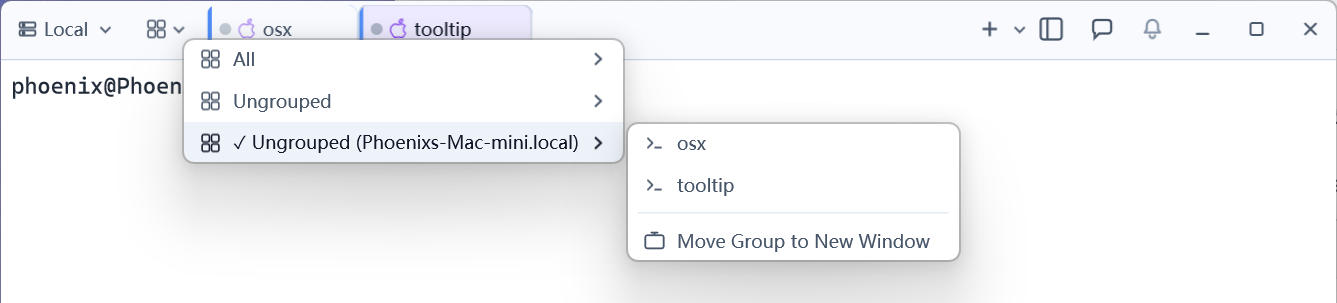 Local
osx
tooltip
All
phoenix@Phoen
Ungrouped
✓ Ungrouped (Phoenixs-Mac-mini.local)
osx
tooltip
Move Group to New Window